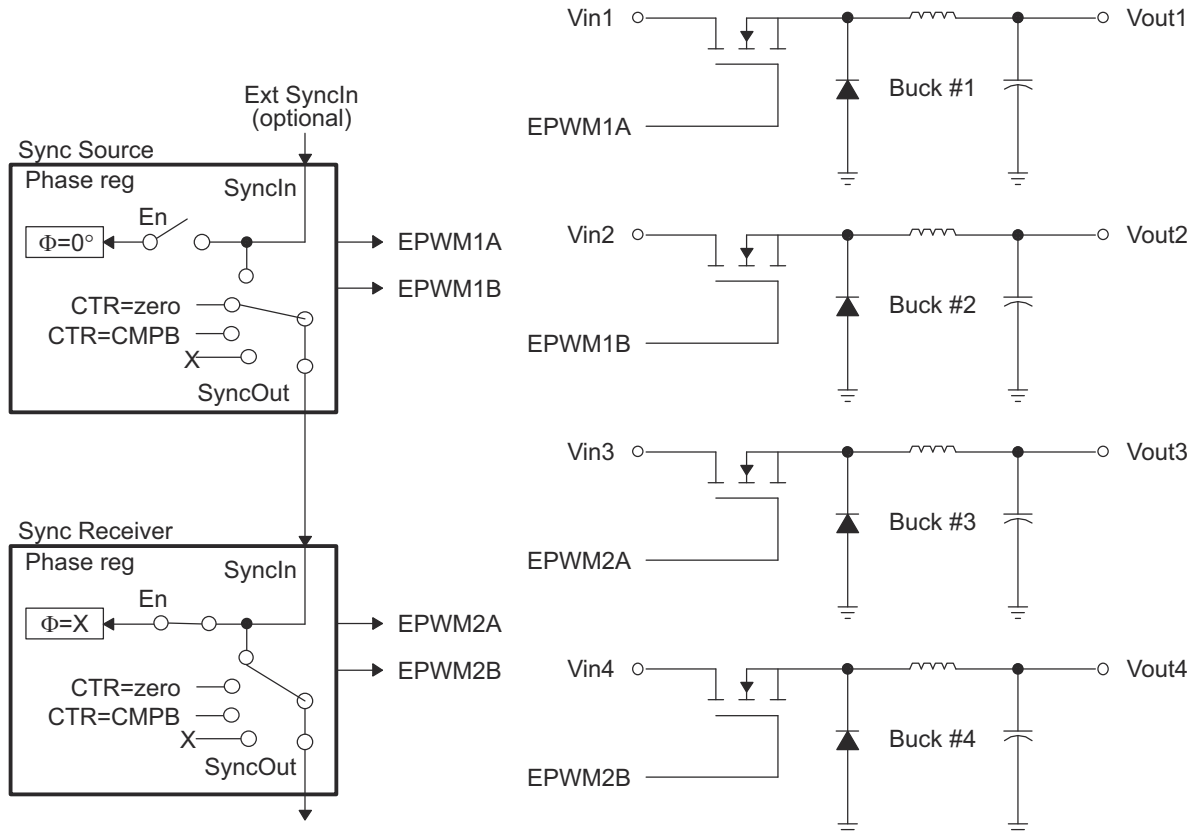 Ext SyncIn
(optional)
Sync Source
Phase reg
SyncIn
En
Φ=0°
EPWM1A
EPWM1B
CTR=zero
CTR=CMPB
X
SyncOut
Sync Receiver
Phase reg
SyncIn
En
Φ=X
EPWM2A
EPWM2B
CTR=zero
CTR=CMPB
X
SyncOut
Vin1
Vout1
Buck #1
EPWM1A
Vin2
Vout2
Buck #2
EPWM1B
Vin3
Vout3
Buck #3
EPWM2A
Vin4
Vout4
Buck #4
EPWM2B